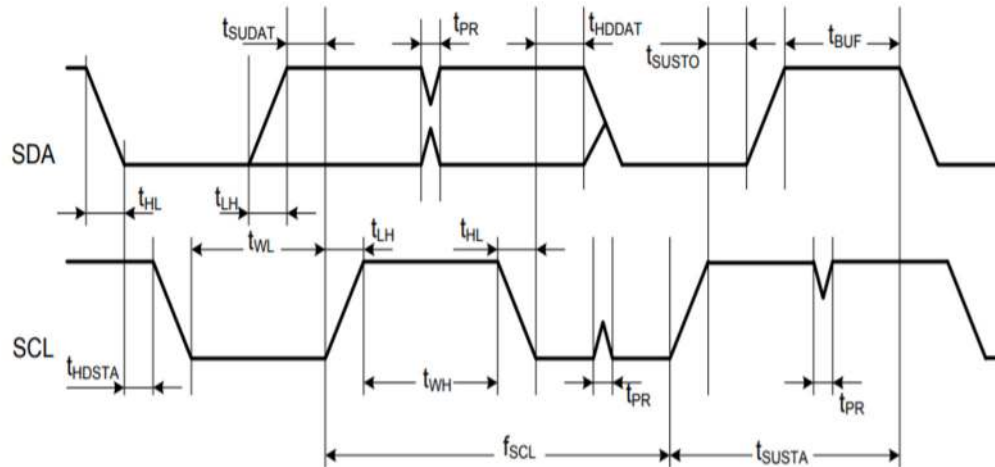 tSUDAT tPR tHDDAT tBUF
tSUSTO
SDA
tHL tLH tWL tLH tHL
SCL
tHDSTA tWH tPR tPR
fSCL tSUSTA